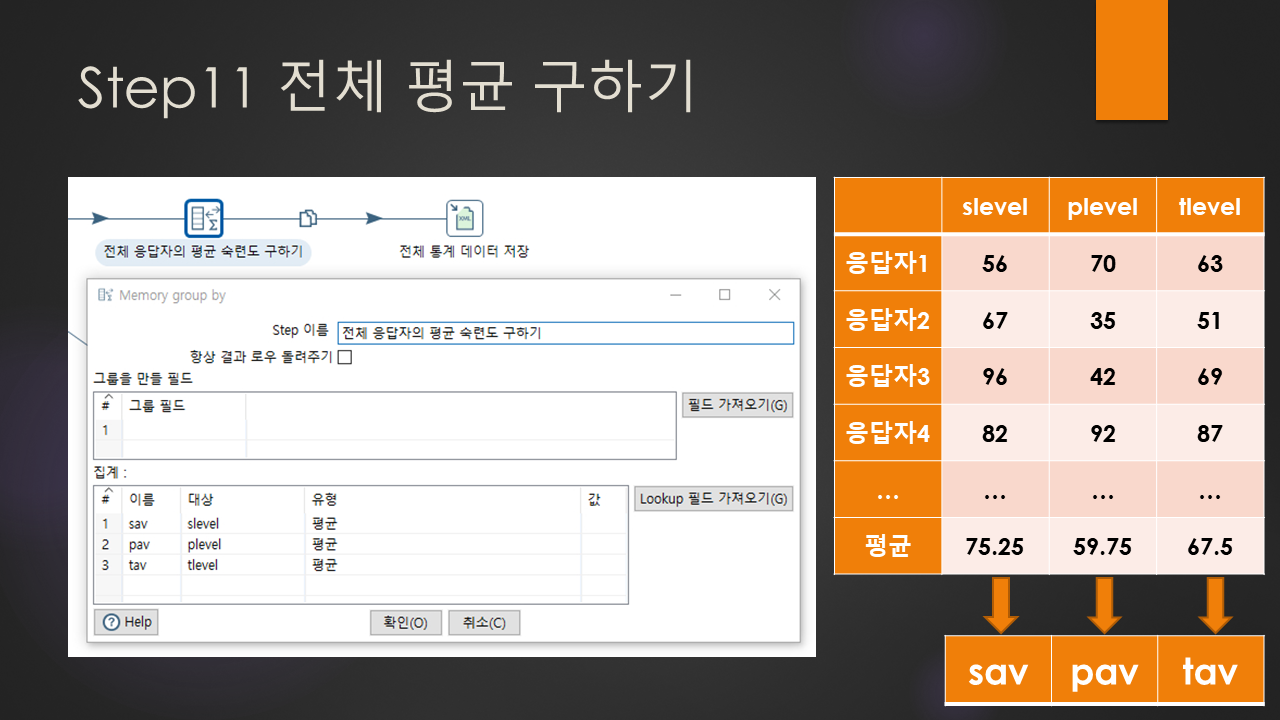 Step11 전체 평균 구하기
전체 응답자의 평균 숙련도 구하기
XML
전체 통계 데이터 저장
Memory group by
Step 이름 전체 응답자의 평균 숙련도 구하기
항상 결과 로우 돌려주기
그룹을 만들 필드
# 그룹 필드
1
필드 가져오기(G)
집계 :
# 이름 대상 유형 값
1 sav slevel 평균
2 pav plevel 평균
3 tav tlevel 평균
Lookup 필드 가져오기(G)
? Help 확인(O) 취소(C)
slevel plevel tlevel
응답자1 56 70 63
응답자2 67 35 51
응답자3 96 42 69
응답자4 82 92 87
... ... ... ...
평균 75.25 59.75 67.5
sav pav tav